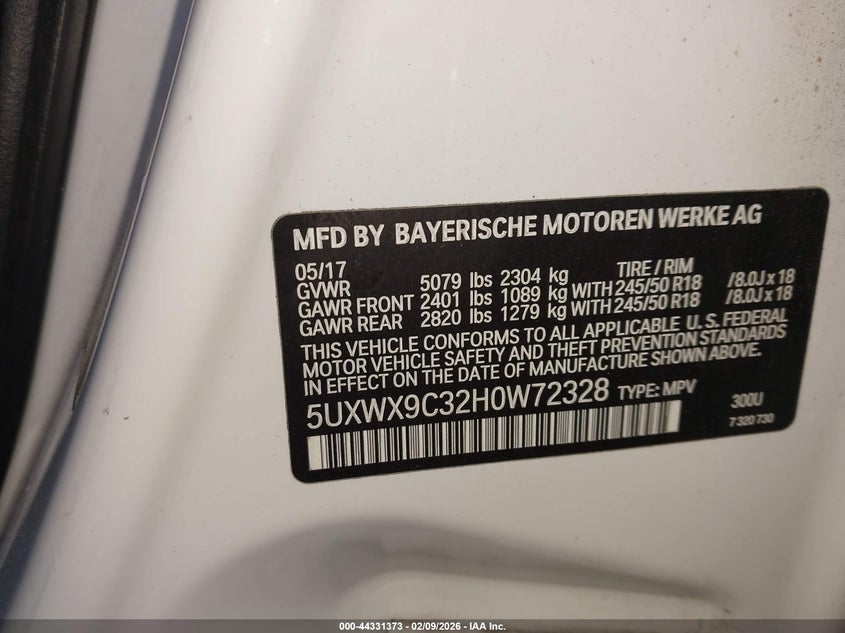 MFD BY BAYERISCHE MOTOREN WERKE AG
05/17 TIRE / RIM
GVWR 5079 lbs 2304 kg
GAWR FRONT 2401 lbs 1089 kg WITH 245/50 R18 /8.0J x 18
GAWR REAR 2820 lbs 1279 kg WITH 245/50 R18 /8.0J x 18
THIS VEHICLE CONFORMS TO ALL APPLICABLE U.S. FEDERAL
MOTOR VEHICLE SAFETY AND THEFT PREVENTION STANDARDS
IN EFFECT ON THE DATE OF MANUFACTURE SHOWN ABOVE.
5UXWX9C32H0W72328 TYPE: MPV 300U
7 320 730
000-44331373 | 02/09/2026 - IAA Inc.